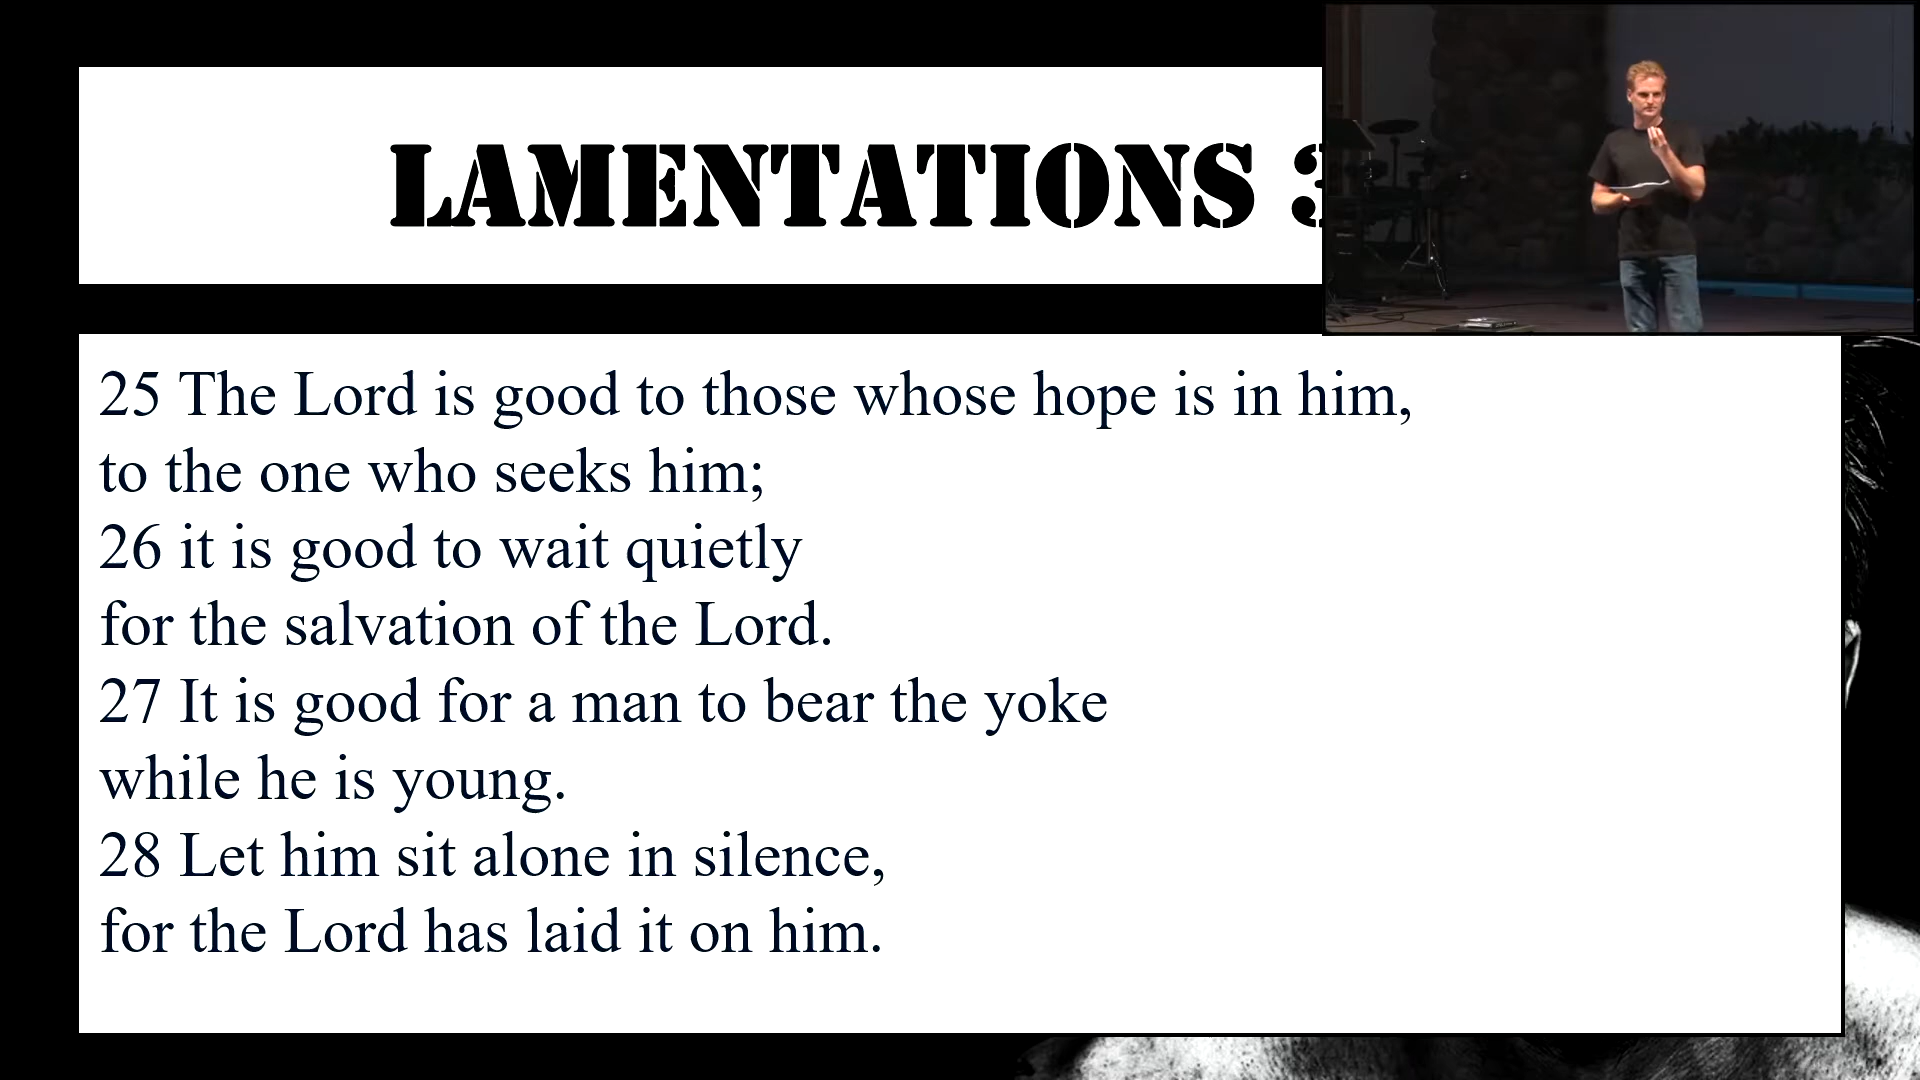 LAMENTATIONS 3
25 The Lord is good to those whose hope is in him,
to the one who seeks him;
26 it is good to wait quietly
for the salvation of the Lord.
27 It is good for a man to bear the yoke
while he is young.
28 Let him sit alone in silence,
for the Lord has laid it on him.